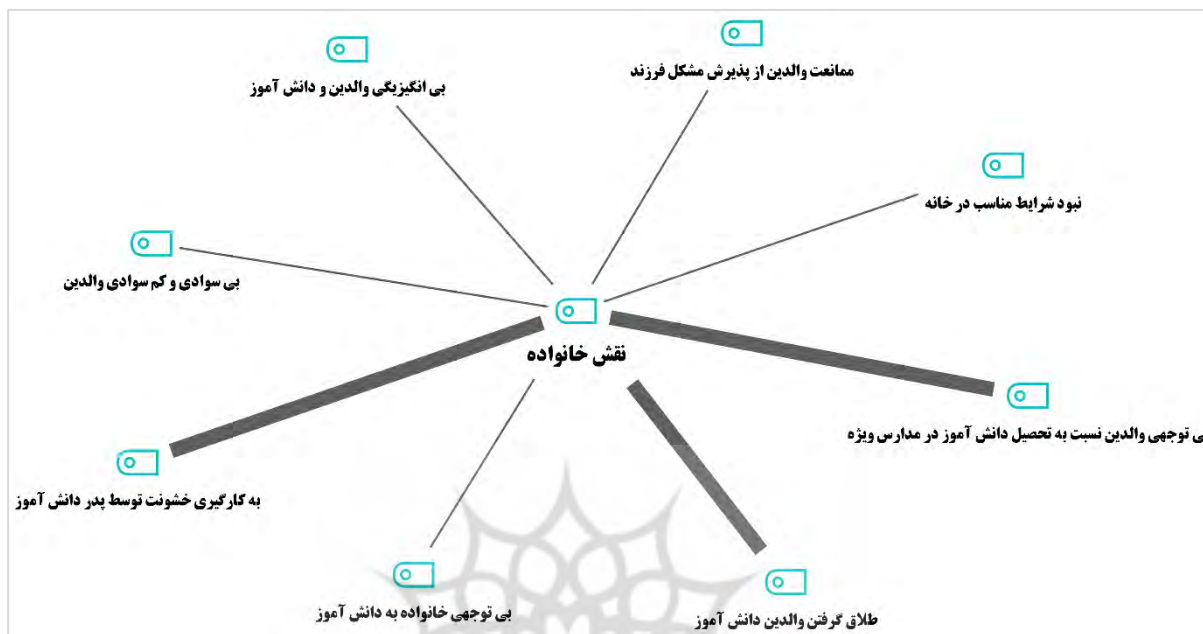 ممانعت والدین از پذیرش مشکل فرزند
بی انگیزیگی والدین و دانش آموز
نبود شرایط مناسب در خانه
بی سوادی و کم سوادی والدین
نقش خانواده
ی توجهی والدین نسبت به تحصیل دانش آموز در مدارس ویژه
به کارگیری خشونت توسط پدر دانش آموز
بی توجهی خانواده به دانش آموز
طلاق گرفتن والدین دانش آموز